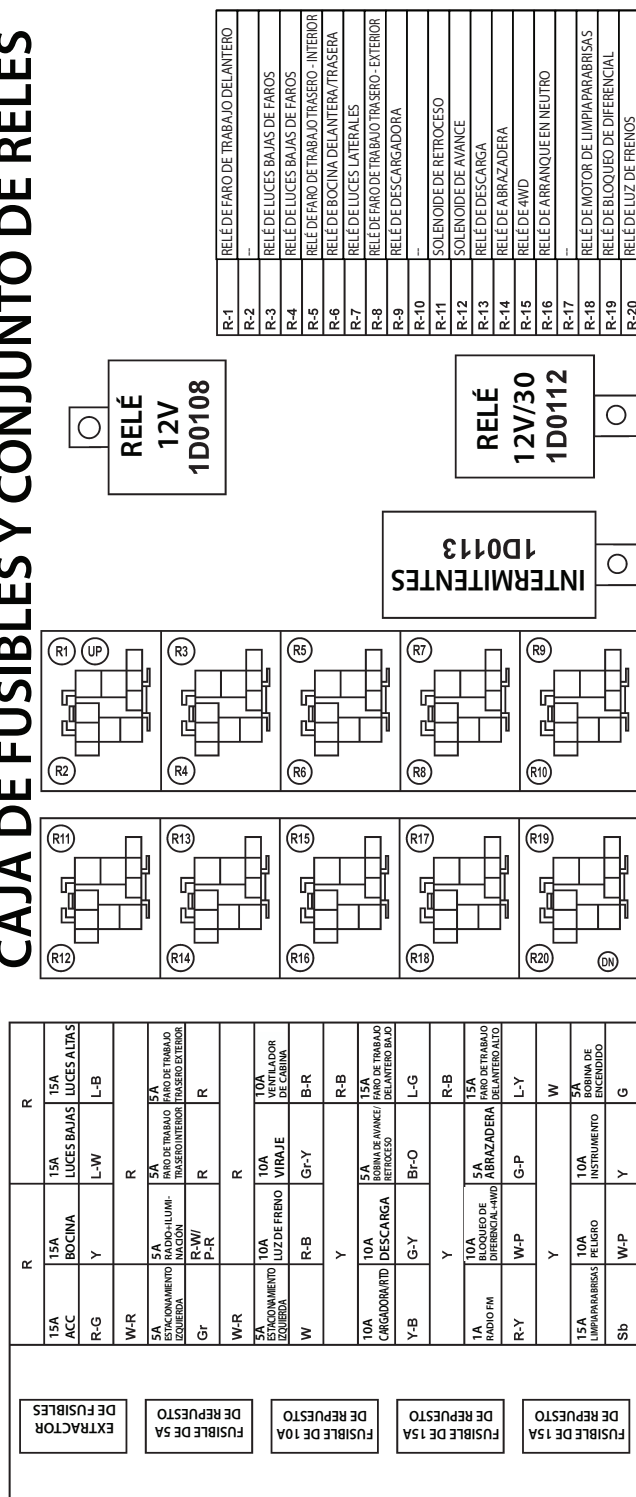 CAJA DE FUSIBLES Y CONJUNTO DE RELES
R-1 RELÉ DE FARO DE TRABAJO DELANTERO
R-2 –
R-3 RELÉ DE LUCES BAJAS DE FAROS
R-4 RELÉ DE LUCES BAJAS DE FAROS
R-5 RELÉ DE FARO DE TRABAJO TRASERO - INTERIOR
R-6 RELÉ DE BOCINA DELANTERA/TRASERA
R-7 RELÉ DE LUCES LATERALES
R-8 RELÉ DE FARO DE TRABAJO TRASERO - EXTERIOR
R-9 RELÉ DE DESCARGADORA
R-10 –
R-11 SOLENOIDE DE RETROCESO
R-12 SOLENOIDE DE AVANCE
R-13 RELÉ DE DESCARGA
R-14 RELÉ DE ABRAZADERA
R-15 RELÉ DE 4WD
R-16 RELÉ DE ARRANQUE EN NEUTRO
R-17 –
R-18 RELÉ DE MOTOR DE LIMPIAPARABRISAS
R-19 RELÉ DE BLOQUEO DE DIFERENCIAL
R-20 RELÉ DE LUZ DE FRENOS
RELÉ
12V
1D0108
RELÉ
12V/30
1D0112
INTERMITENTES
1D0113
R1 UP R3 R5 R7 R9
R2 R4 R6 R8 R10
R11 R13 R15 R17 R19
R12 R14 R16 R18 R20 DN
R R
15A ACC
15A BOCINA
15A LUCES BAJAS
15A LUCES ALTAS
R-G Y L-W L-B
W-R R R
5A ESTACIONAMIENTO IZQUIERDA
5A RADIO+ILUMI-
NACIÓN
5A FARO DE TRABAJO TRASERO INTERIOR
5A FARO DE TRABAJO TRASERO EXTERIOR
Gr R-W/
P-R R R
W-R R R
5A ESTACIONAMIENTO IZQUIERDA
10A LUZ DE FRENO
10A VIRAJE
10A VENTILADOR DE CABINA
W R-B Gr-Y B-R
Y R-B
10A CARGADORA/RTD
10A DESCARGA
5A BOBINA DE AVANCE/
RETROCESO
15A FARO DE TRABAJO DELANTERO BAJO
Y-B G-Y Br-O L-G
Y R-B
1A RADIO FM
10A BLOQUEO DE DIFERENCIAL+4WD
5A ABRAZADERA
15A FARO DE TRABAJO DELANTERO ALTO
R-Y W-P G-P L-Y
Y W
15A LIMPIAPARABRISAS
10A PELIGRO
10A INSTRUMENTO
5A BOBINA DE ENCENDIDO
Sb W-P Y G
EXTRACTOR
DE FUSIBLES
FUSIBLE DE 5A
DE REPUESTO
FUSIBLE DE 10A
DE REPUESTO
FUSIBLE DE 15A
DE REPUESTO
FUSIBLE DE 15A
DE REPUESTO